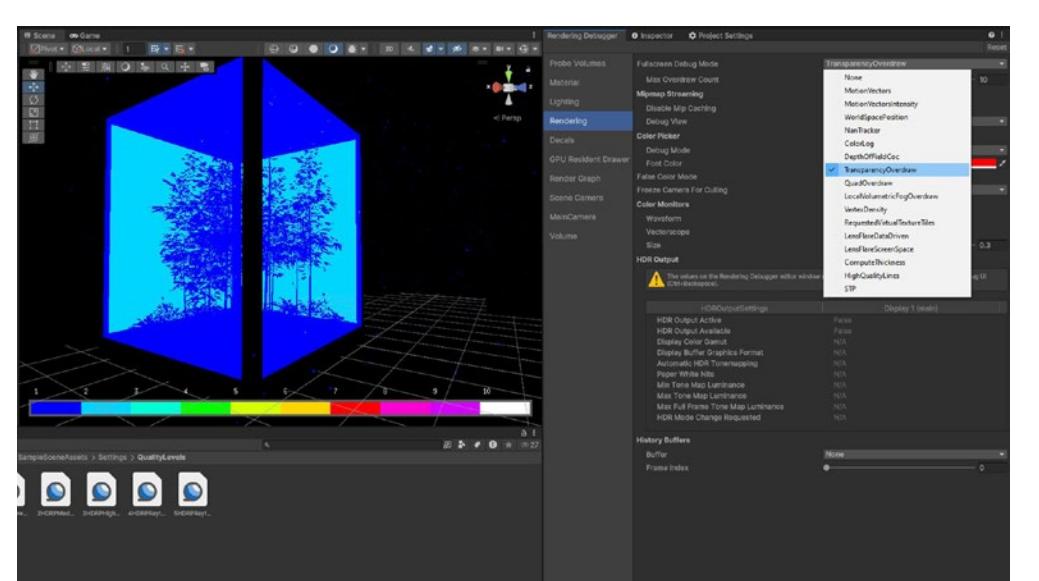 Scene Game
Pivot Local 1 2D
Persp
1 2 3 4 5 6 7 8 9 10
27
SampleSceneAssets > Settings > QualityLevels
2HDRPMed... 3HDRPHigh... 4HDRPRayt... 5HDRPRayt...
Rendering Debugger Inspector Project Settings
Reset
Probe Volumes
Material
Lighting
Rendering
Decals
GPU Resident Drawer
Render Graph
Scene Camera
MainCamera
Volume
Fullscreen Debug Mode TransparencyOverdraw
Max Overdraw Count 10
Mipmap Streaming
Disable Mip Caching
Debug View
Color Picker
Debug Mode
Font Color
False Color Mode
Freeze Camera For Culling
Color Monitors
Waveform
Vectorscope
Size 0.3
HDR Output
None
MotionVectors
MotionVectorsIntensity
WorldSpacePosition
NanTracker
ColorLog
DepthOfFieldCoc
TransparencyOverdraw
QuadOverdraw
LocalVolumetricFogOverdraw
VertexDensity
RequestedVirtualTextureTiles
LensFlareDataDriven
LensFlareScreenSpace
ComputeThickness
HighQualityLines
STP
The values on the Rendering Debugger editor window
(Ctrl+Backspace).
HDROutputSettings Display 1 (main)
HDR Output Active False
HDR Output Available False
Display Color Gamut N/A
Display Buffer Graphics Format N/A
Automatic HDR Tonemapping N/A
Paper White Nits N/A
Min Tone Map Luminance N/A
Max Tone Map Luminance N/A
Max Full Frame Tone Map Luminance N/A
HDR Mode Change Requested N/A
History Buffers
Buffer None
Frame Index 0